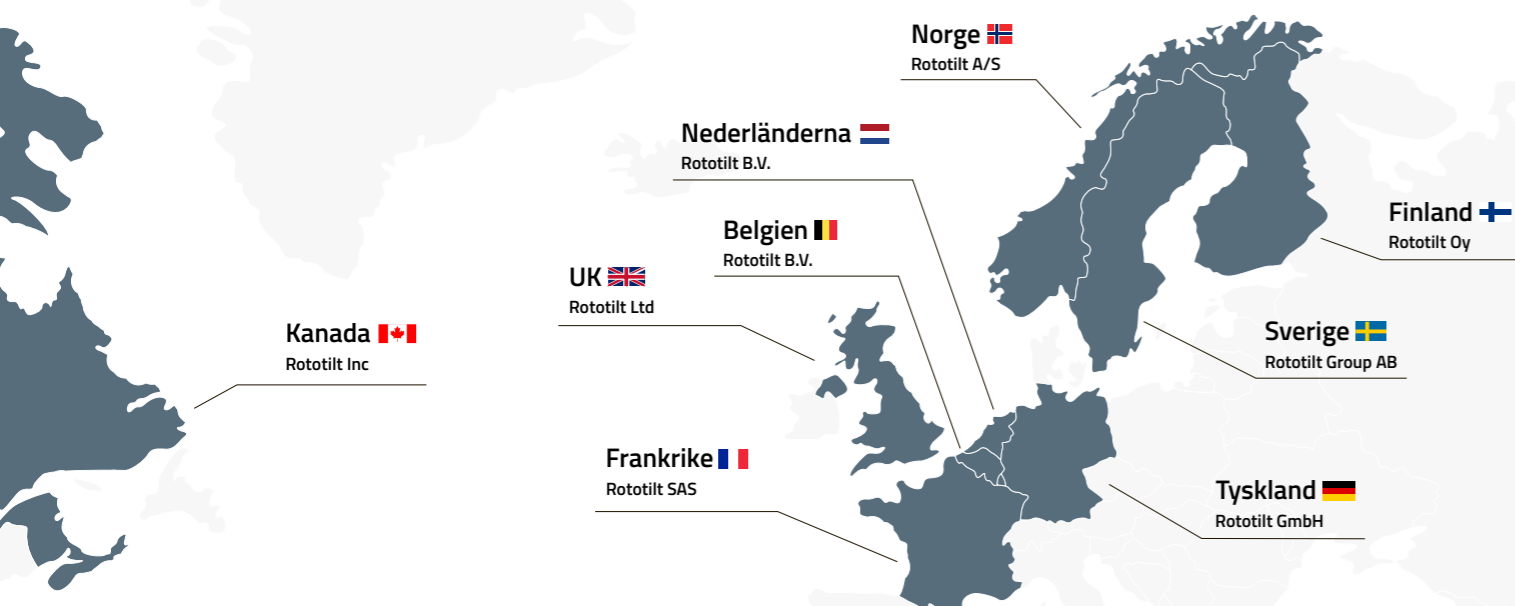 Norge
Rototilt A/S
Nederländerna
Rototilt B.V.
Belgien
Rototilt B.V.
Finland
Rototilt Oy
UK
Rototilt Ltd
Kanada
Rototilt Inc
Sverige
Rototilt Group AB
Frankrike
Rototilt SAS
Tyskland
Rototilt GmbH